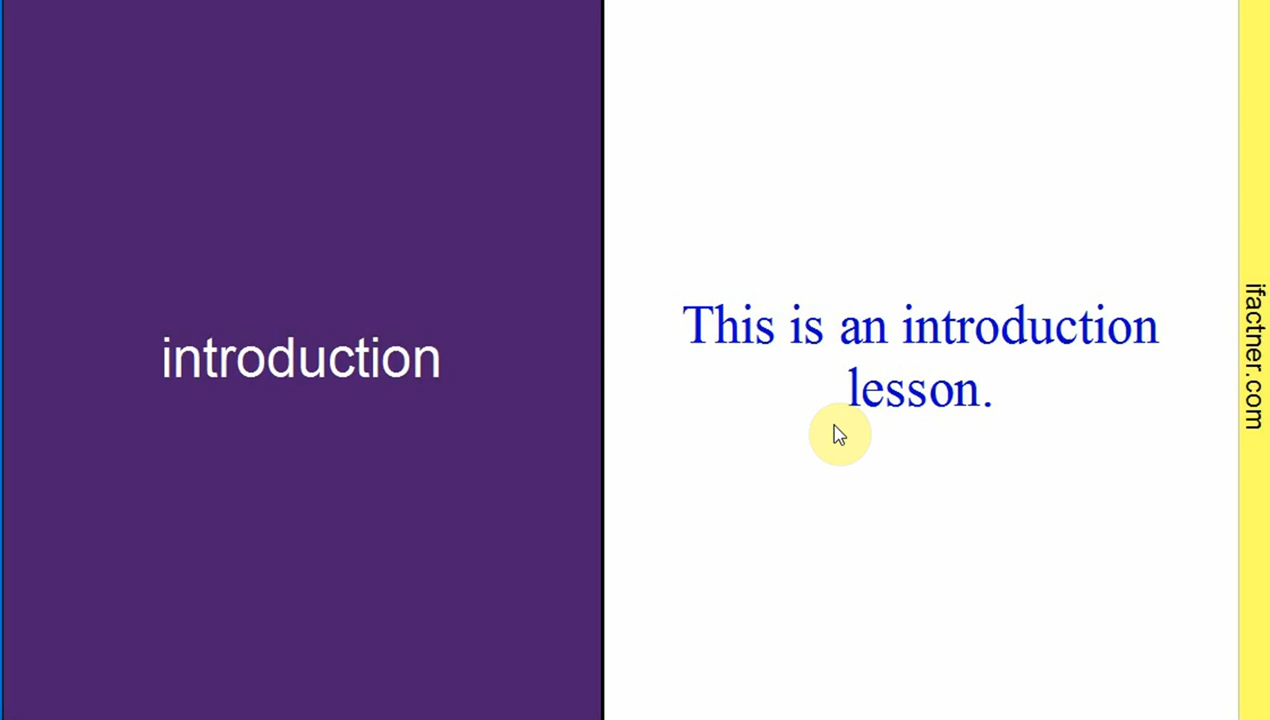 introduction
This is an introduction
lesson.
ifactner.com